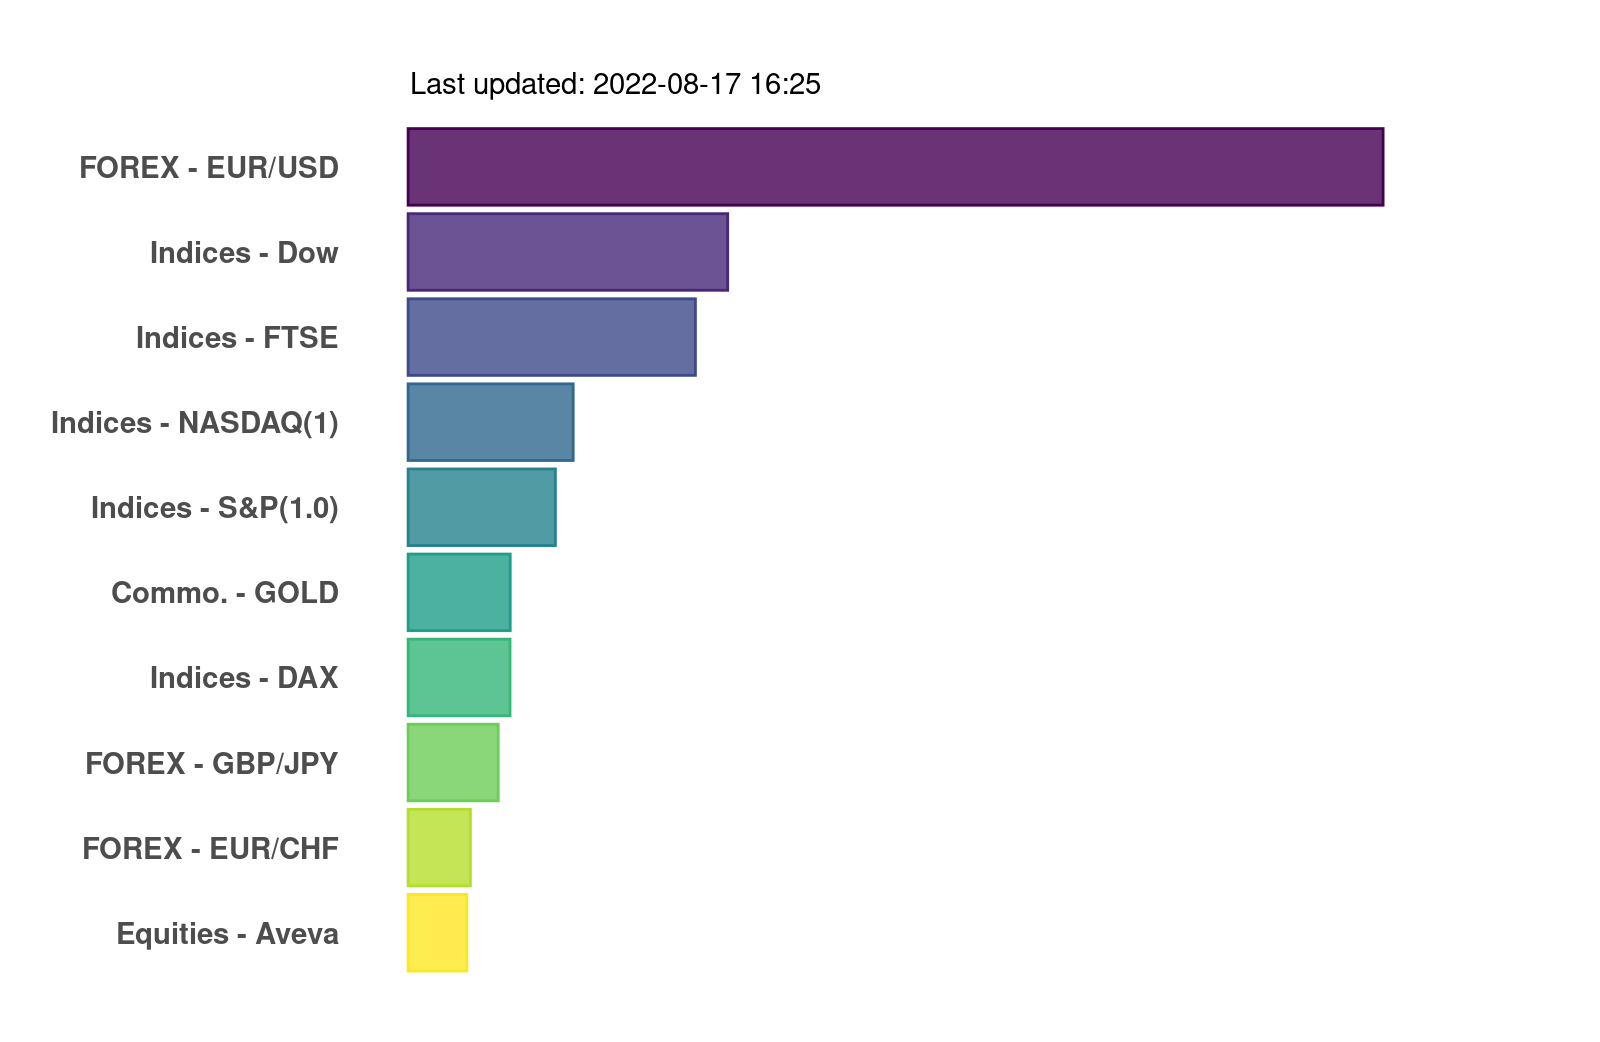 Last updated: 2022-08-17 16:25
FOREX - EUR/USD
Indices - Dow
Indices - FTSE
Indices - NASDAQ(1)
Indices - S&P(1.0)
Commo. - GOLD
Indices - DAX
FOREX - GBP/JPY
FOREX - EUR/CHF
Equities - Aveva